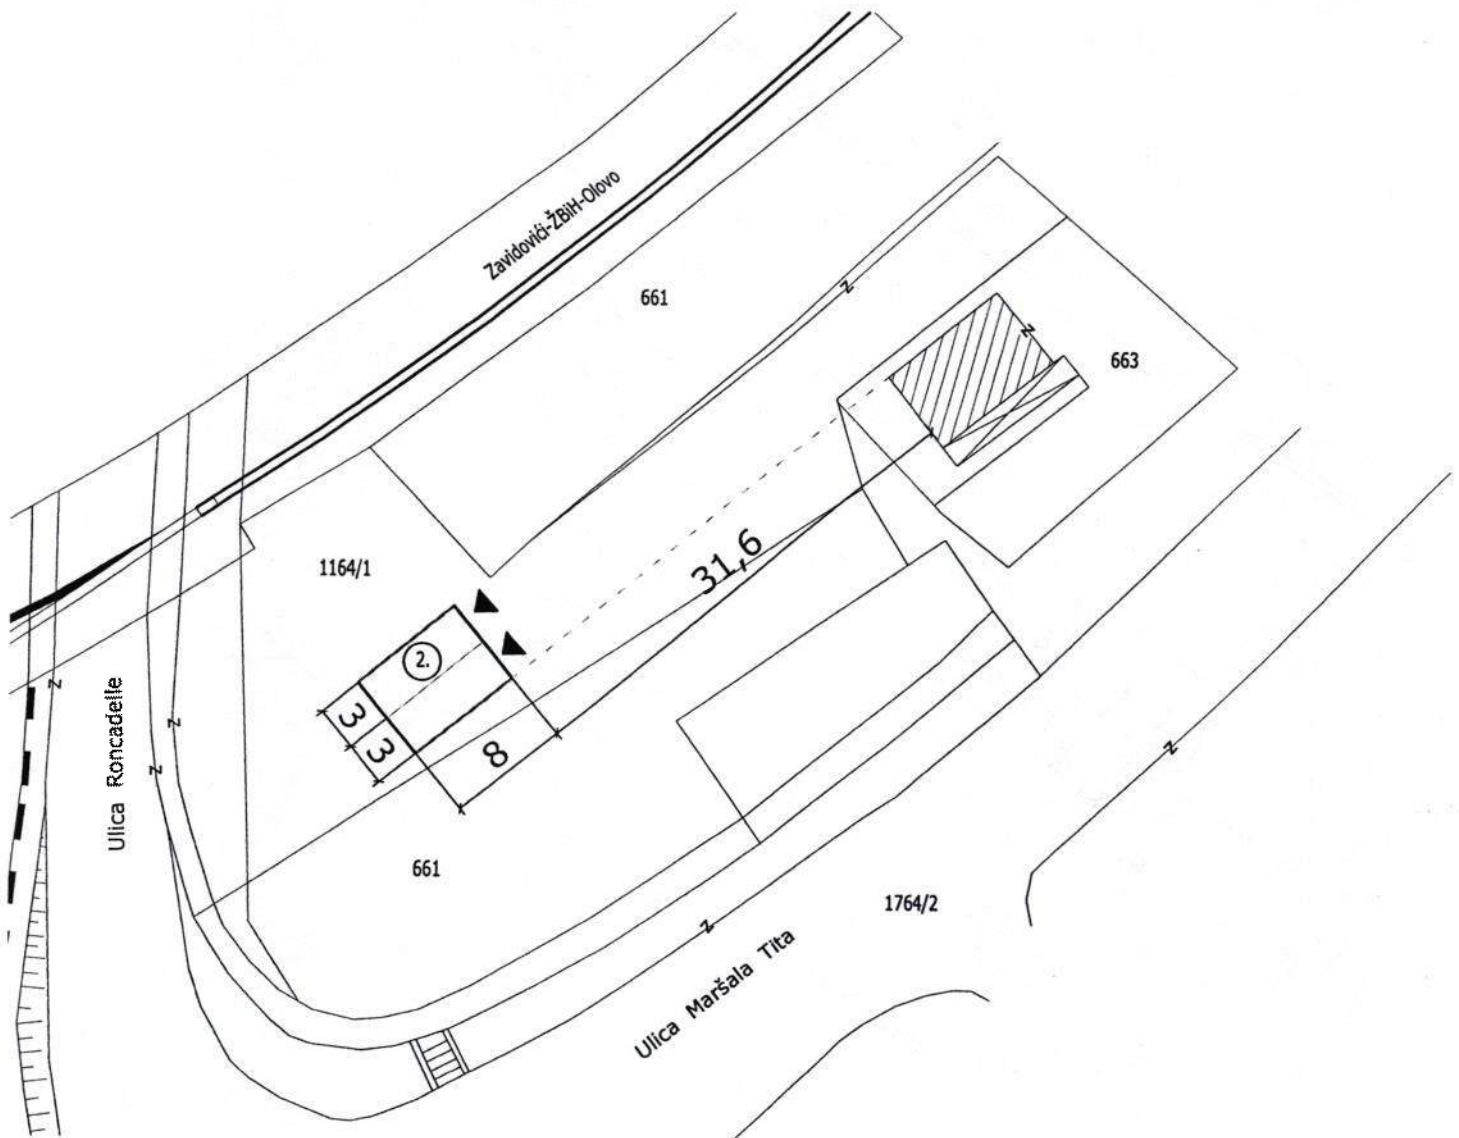 Zavidovići-ŽBiH-Olovo
661
663
1164/1
31,6
2.
3
3
8
Ulica Roncadelle
661
1764/2
Ulica Maršala Tita
z
z
z
z
z
z
z